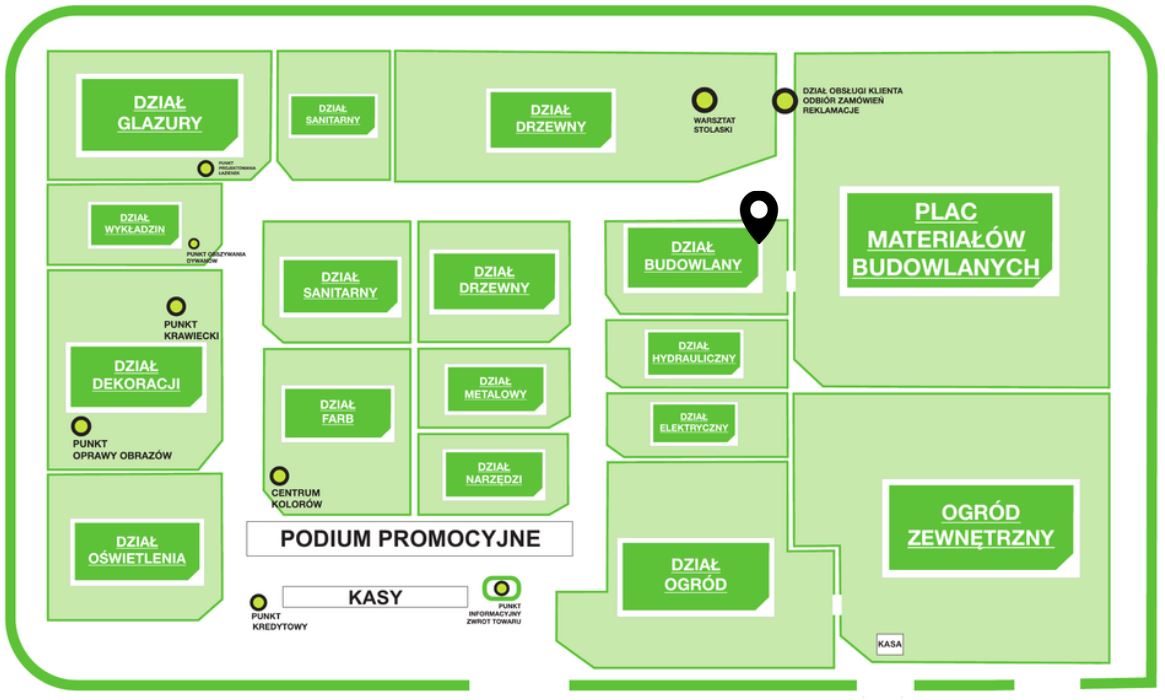 DZIAŁ
GLAZURY
PUNKT
PROJEKTOWANIA
ŁAZIENEK
DZIAŁ
SANITARNY
DZIAŁ
DRZEWNY
WARSZTAT
STOLASKI
DZIAŁ OBSŁUGI KLIENTA
ODBIÓR ZAMÓWIEŃ
REKLAMACJE
DZIAŁ
WYKŁADZIN
PUNKT OBSZYWANIA
DYWANÓW
DZIAŁ
SANITARNY
DZIAŁ
DRZEWNY
DZIAŁ
BUDOWLANY
PLAC
MATERIAŁÓW
BUDOWLANYCH
PUNKT
KRAWIECKI
DZIAŁ
DEKORACJI
PUNKT
OPRAWY OBRAZÓW
DZIAŁ
FARB
CENTRUM
KOLORÓW
DZIAŁ
METALOWY
DZIAŁ
NARZĘDZI
DZIAŁ
HYDRAULICZNY
DZIAŁ
ELEKTRYCZNY
DZIAŁ
OŚWIETLENIA
PODIUM PROMOCYJNE
KASY
PUNKT
KREDYTOWY
PUNKT
INFORMACYJNY
ZWROT TOWARU
DZIAŁ
OGRÓD
OGRÓD
ZEWNĘTRZNY
KASA